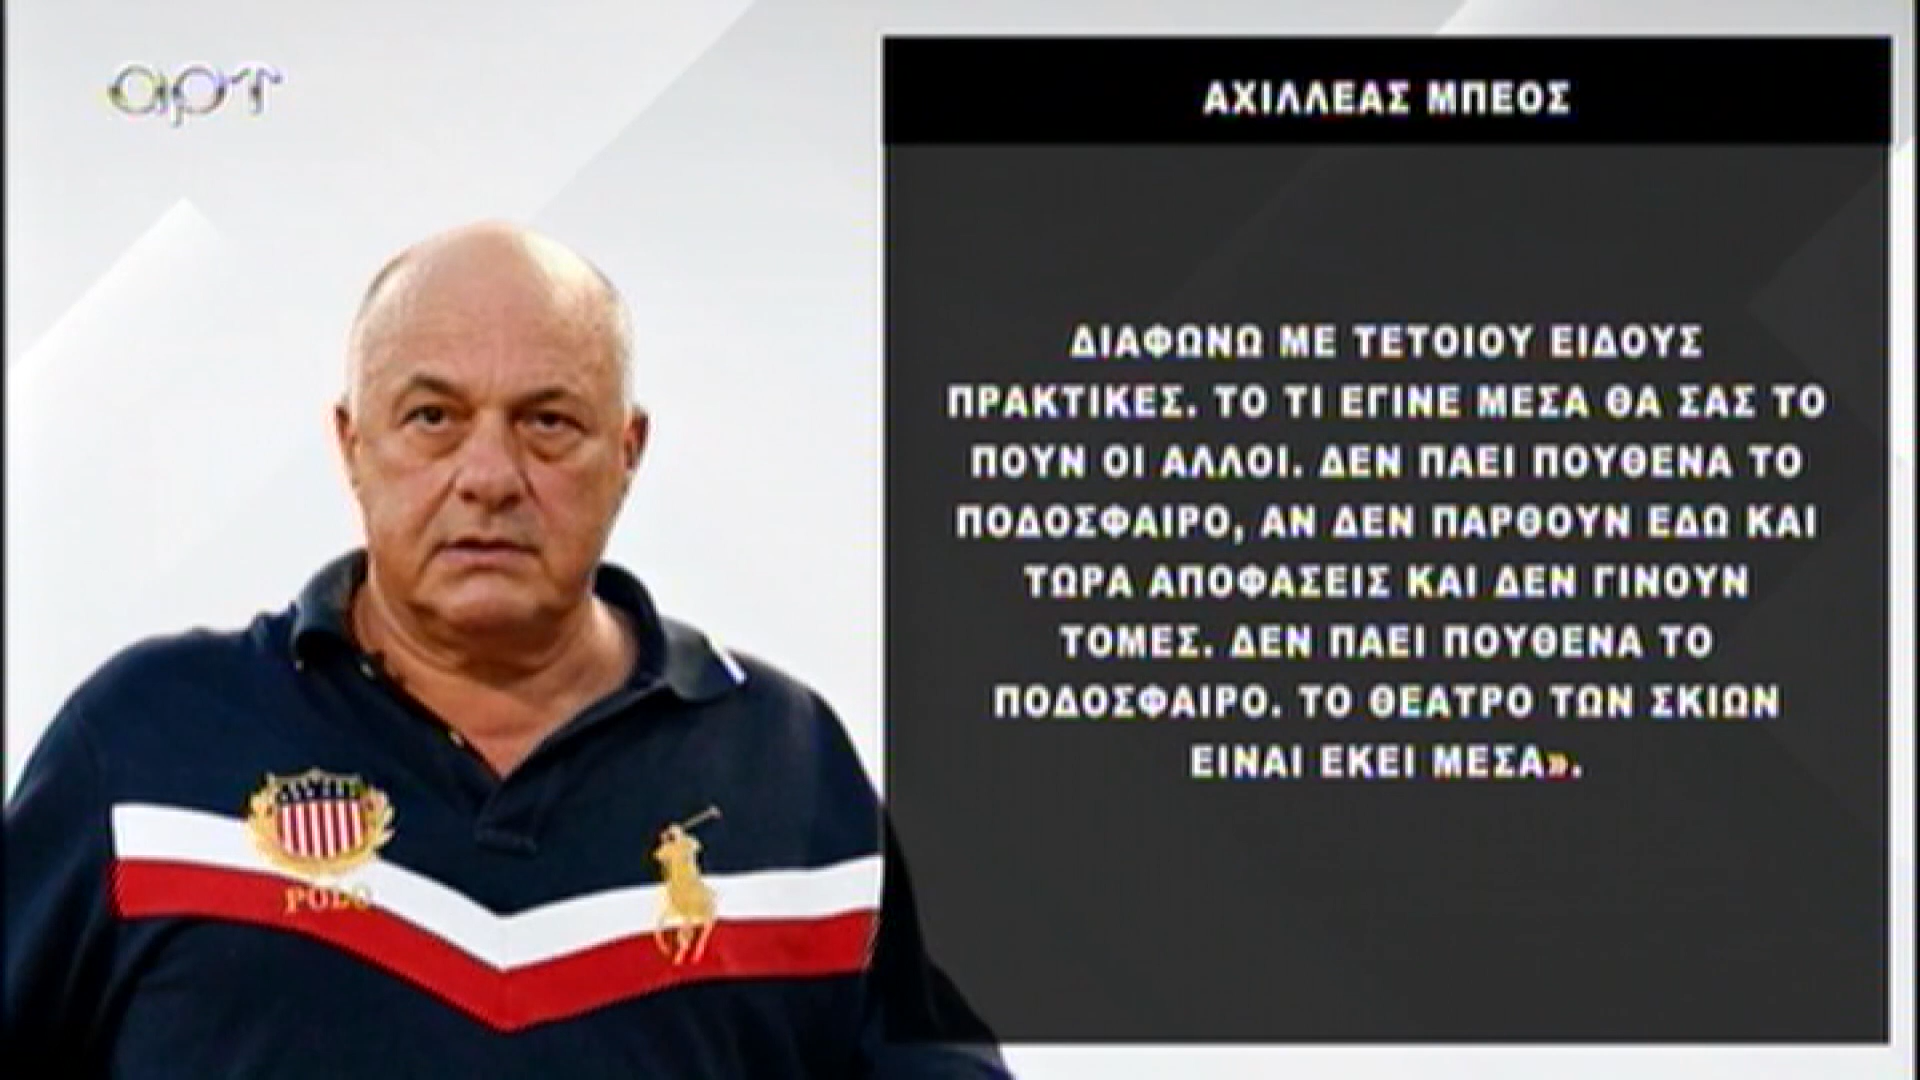 αρτ
ΑΧΙΛΛΕΑΣ ΜΠΕΟΣ
ΔΙΑΦΩΝΩ ΜΕ ΤΕΤΟΙΟΥ ΕΙΔΟΥΣ
ΠΡΑΚΤΙΚΕΣ. ΤΟ ΤΙ ΕΓΙΝΕ ΜΕΣΑ ΘΑ ΣΑΣ ΤΟ
ΠΟΥΝ ΟΙ ΑΛΛΟΙ. ΔΕΝ ΠΑΕΙ ΠΟΥΘΕΝΑ ΤΟ
ΠΟΔΟΣΦΑΙΡΟ, ΑΝ ΔΕΝ ΠΑΡΘΟΥΝ ΕΔΩ ΚΑΙ
ΤΩΡΑ ΑΠΟΦΑΣΕΙΣ ΚΑΙ ΔΕΝ ΓΙΝΟΥΝ
ΤΟΜΕΣ. ΔΕΝ ΠΑΕΙ ΠΟΥΘΕΝΑ ΤΟ
ΠΟΔΟΣΦΑΙΡΟ. ΤΟ ΘΕΑΤΡΟ ΤΩΝ ΣΚΙΩΝ
ΕΙΝΑΙ ΕΚΕΙ ΜΕΣΑ».
POLO